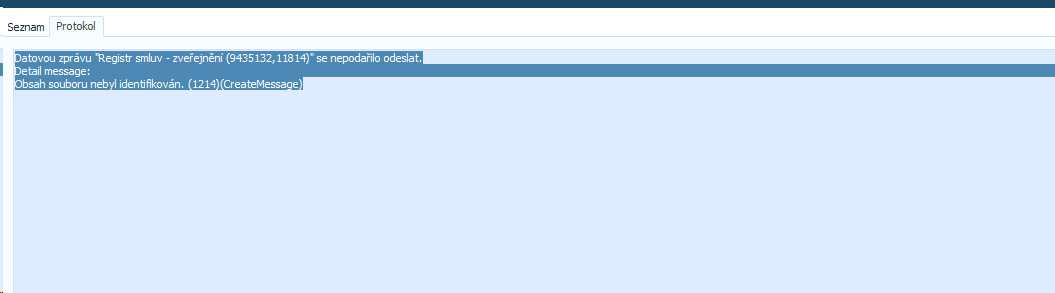 Seznam Protokol
Datovou zprávu "Registr smluv - zveřejnění (9435132,11814)" se nepodařilo odeslat.
Detail message:
Obsah souboru nebyl identifikován. (1214)(CreateMessage)